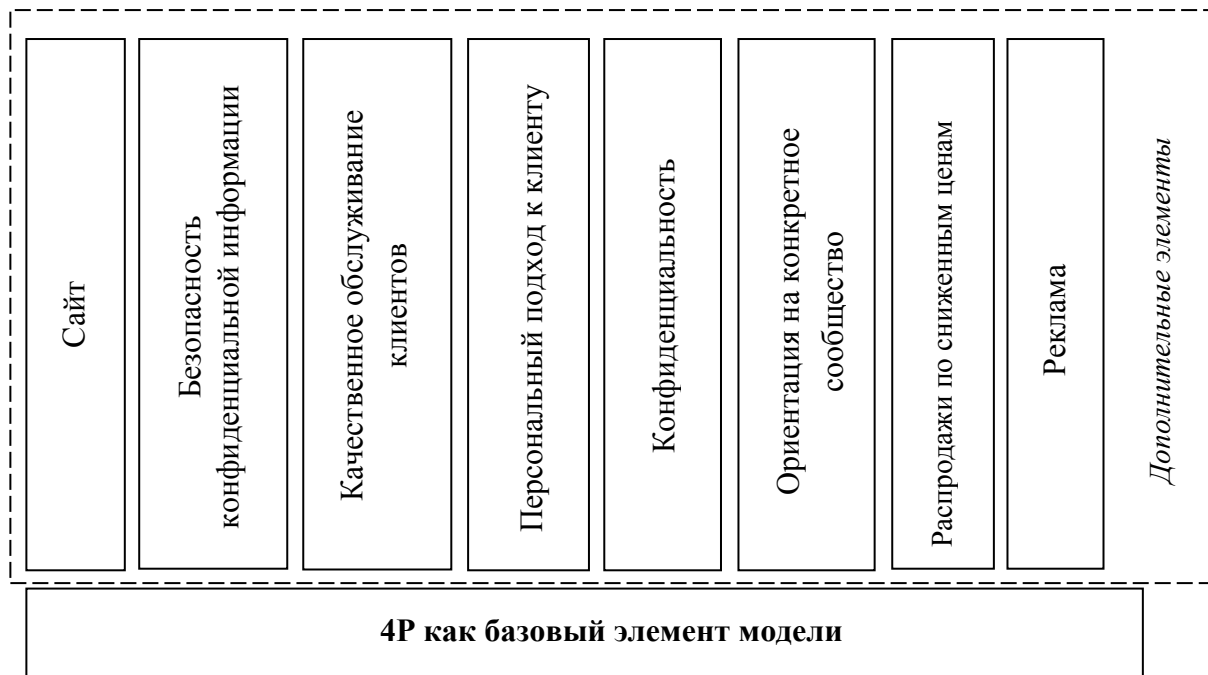 Сайт
Безопасность
конфиденциальной информации
Качественное обслуживание
клиентов
Персональный подход к клиенту
Конфиденциальность
Ориентация на конкретное
сообщество
Распродажи по сниженным ценам
Реклама
Дополнительные элементы
4P как базовый элемент модели